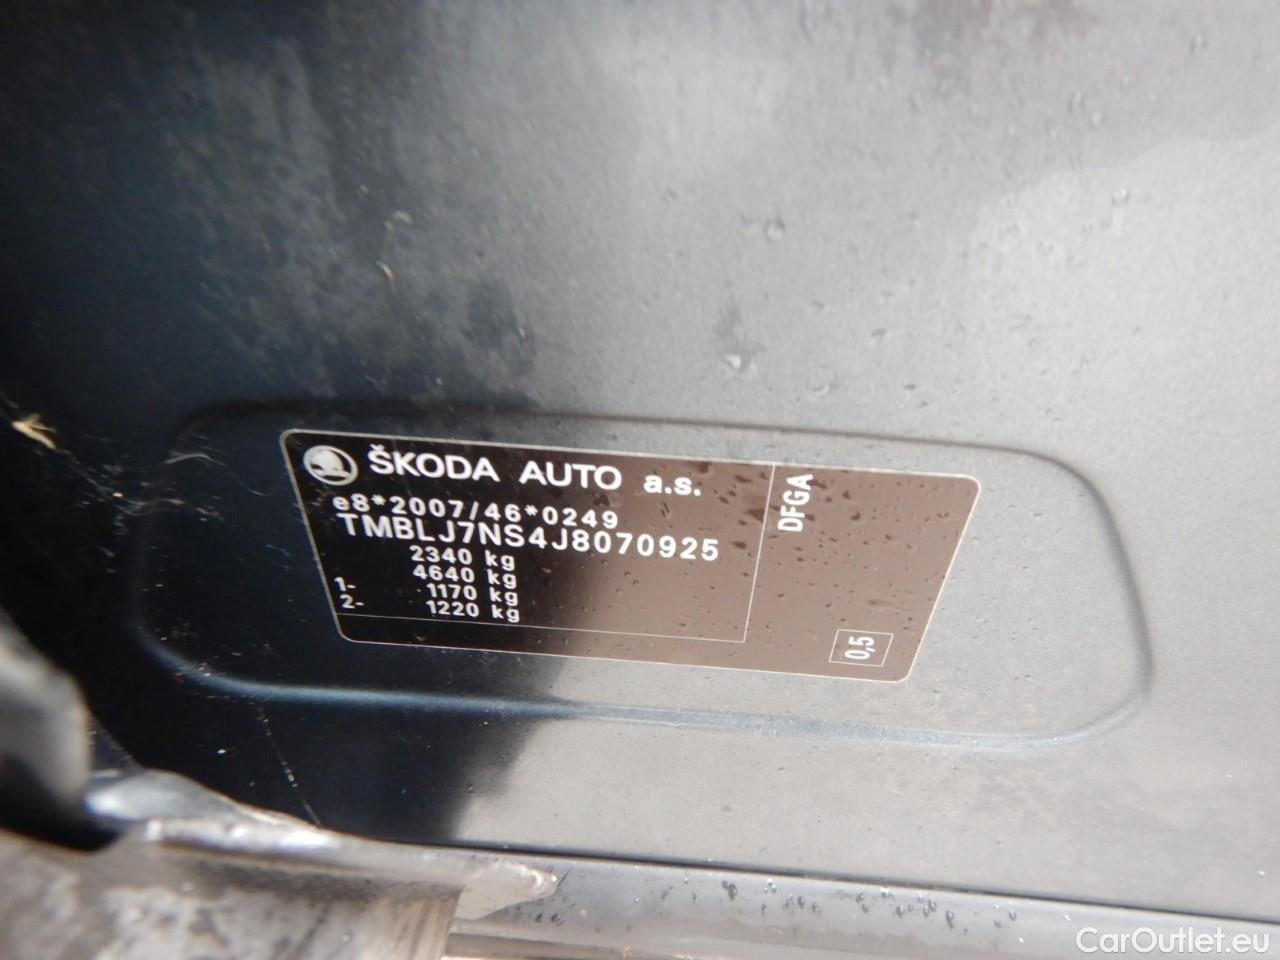 ŠKODA AUTO a.s.
e8*2007/46*0249
TMBLJ7NS4J8070925
2340 kg
4640 kg
1- 1170 kg
2- 1220 kg
DFGA
0,5
CarOutlet.eu